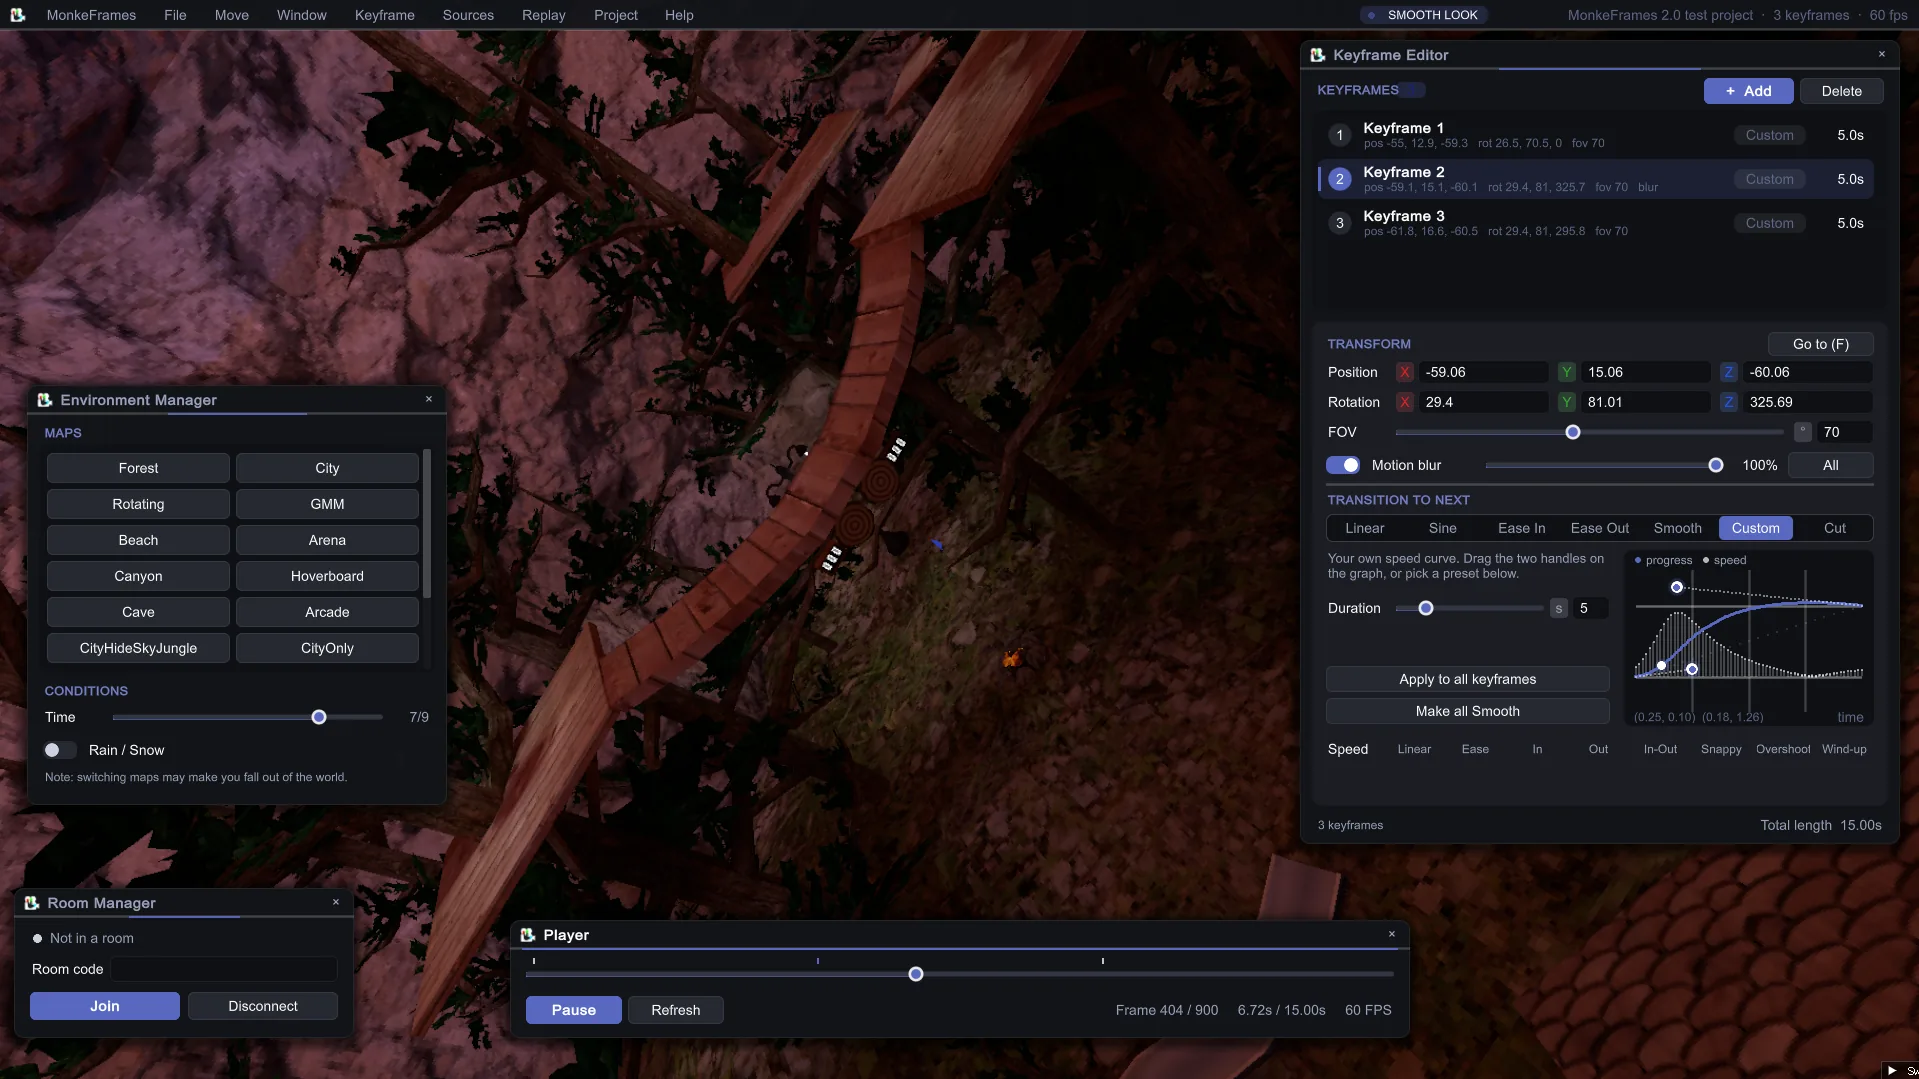 MonkeFrames File Move Window Keyframe Sources Replay Project Help SMOOTH LOOK MonkeFrames 2.0 test project · 3 keyframes · 60 fps
Keyframe Editor ×
KEYFRAMES + Add Delete
1 Keyframe 1 Custom 5.0s
pos -55, 12.9, -59.3 rot 26.5, 70.5, 0 fov 70
2 Keyframe 2 Custom 5.0s
pos -59.1, 15.1, -60.1 rot 29.4, 81, 325.7 fov 70 blur
3 Keyframe 3 Custom 5.0s
pos -61.8, 16.6, -60.5 rot 29.4, 81, 295.8 fov 70
TRANSFORM Go to (F)
Position X -59.06 Y 15.06 Z -60.06
Rotation X 29.4 Y 81.01 Z 325.69
FOV ° 70
Motion blur 100% All
TRANSITION TO NEXT
Linear Sine Ease In Ease Out Smooth Custom Cut
Your own speed curve. Drag the two handles on
the graph, or pick a preset below.
progress speed
Duration s 5
Apply to all keyframes
Make all Smooth
(0.25, 0.10) (0.18, 1.26) time
Speed Linear Ease In Out In-Out Snappy Overshoot Wind-up
3 keyframes Total length 15.00s
Environment Manager ×
MAPS
Forest City
Rotating GMM
Beach Arena
Canyon Hoverboard
Cave Arcade
CityHideSkyJungle CityOnly
CONDITIONS
Time 7/9
Rain / Snow
Note: switching maps may make you fall out of the world.
Room Manager ×
Not in a room
Room code
Join Disconnect
Player ×
Pause Refresh Frame 404 / 900 6.72s / 15.00s 60 FPS